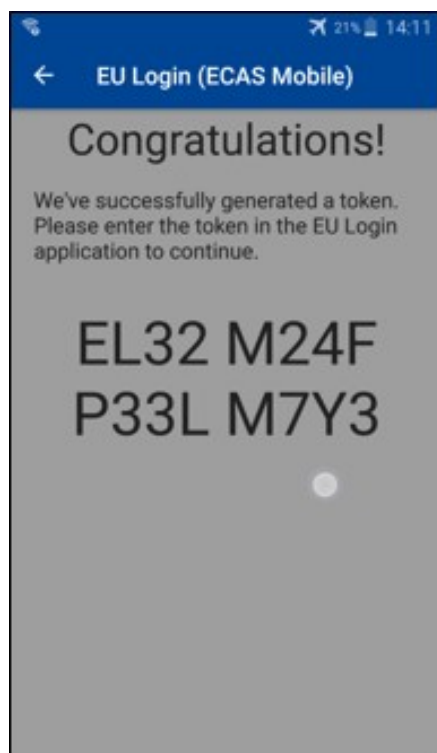 21% 14:11
EU Login (ECAS Mobile)
Congratulations!
We've successfully generated a token.
Please enter the token in the EU Login
application to continue.
EL32 M24F
P33L M7Y3